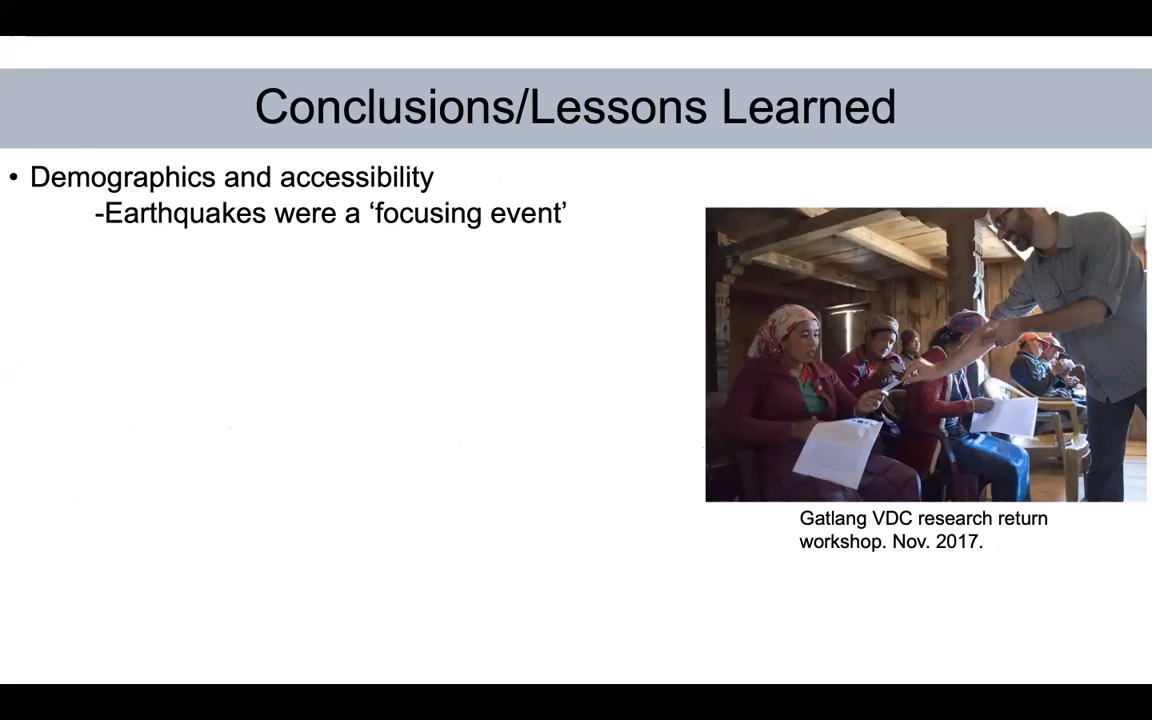 Conclusions/Lessons Learned
• Demographics and accessibility
-Earthquakes were a ‘focusing event’
Gatlang VDC research return
workshop. Nov. 2017.